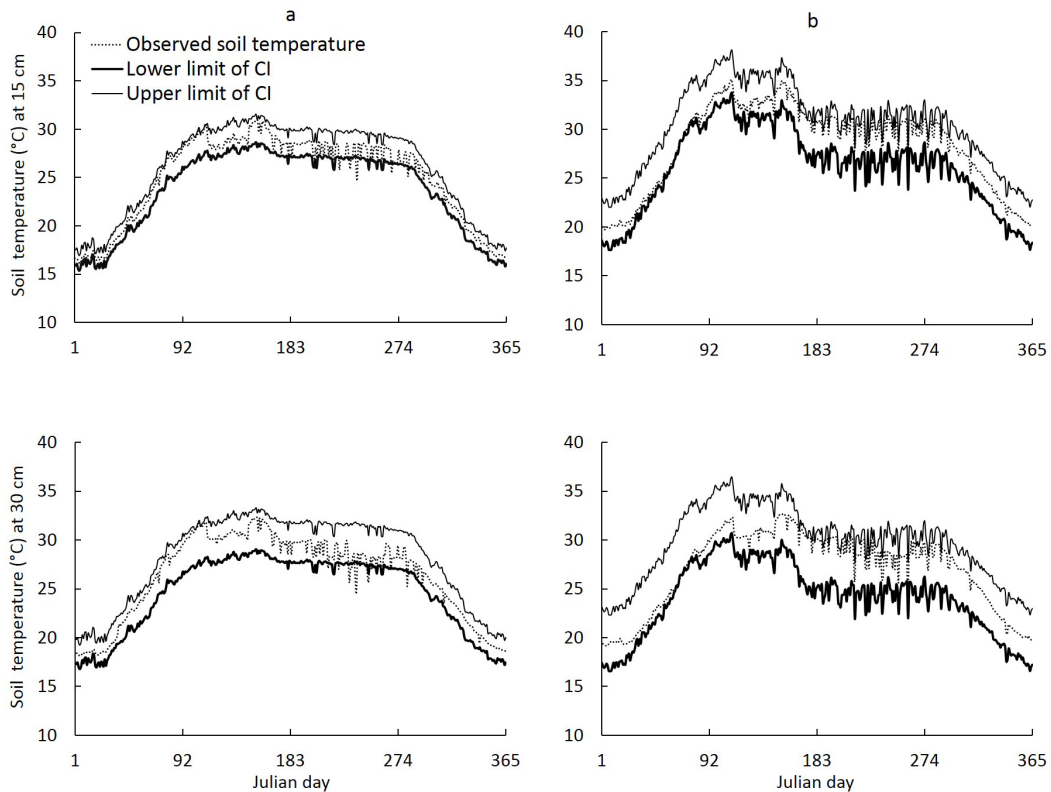 a
b
Soil temperature (°C) at 15 cm
40
35
30
25
20
15
10
Observed soil temperature
Lower limit of CI
Upper limit of CI
1 92 183 274 365
40
35
30
25
20
15
10
1 92 183 274 365
Soil temperature (°C) at 30 cm
40
35
30
25
20
15
10
1 92 183 274 365
Julian day
40
35
30
25
20
15
10
1 92 183 274 365
Julian day